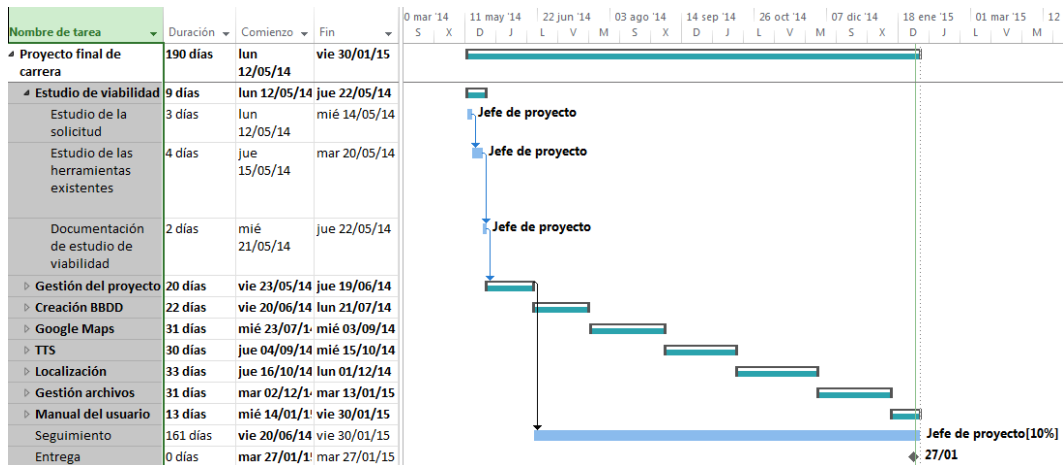 0 mar '14 11 may '14 22 jun '14 03 ago '14 14 sep '14 26 oct '14 07 dic '14 18 ene '15 01 mar '15 12
Nombre de tarea Duración Comienzo Fin S X D J L V M S X D J L V M S X D J L V M
Proyecto final de 190 días lun vie 30/01/15
carrera 12/05/14
Estudio de viabilidad 9 días lun 12/05/14 jue 22/05/14
Estudio de la 3 días lun mié 14/05/14 Jefe de proyecto
solicitud 12/05/14
Estudio de las 4 días jue mar 20/05/14 Jefe de proyecto
herramientas 15/05/14
existentes
Documentación 2 días mié jue 22/05/14 Jefe de proyecto
de estudio de 21/05/14
viabilidad
Gestión del proyecto 20 días vie 23/05/14 jue 19/06/14
Creación BBDD 22 días vie 20/06/14 lun 21/07/14
Google Maps 31 días mié 23/07/1 mié 03/09/14
TTS 30 días jue 04/09/14 mié 15/10/14
Localización 33 días jue 16/10/14 lun 01/12/14
Gestión archivos 31 días mar 02/12/1 mar 13/01/15
Manual del usuario 13 días mié 14/01/1 vie 30/01/15
Seguimiento 161 días vie 20/06/14 vie 30/01/15 Jefe de proyecto[10%]
Entrega 0 días mar 27/01/1 mar 27/01/15 27/01